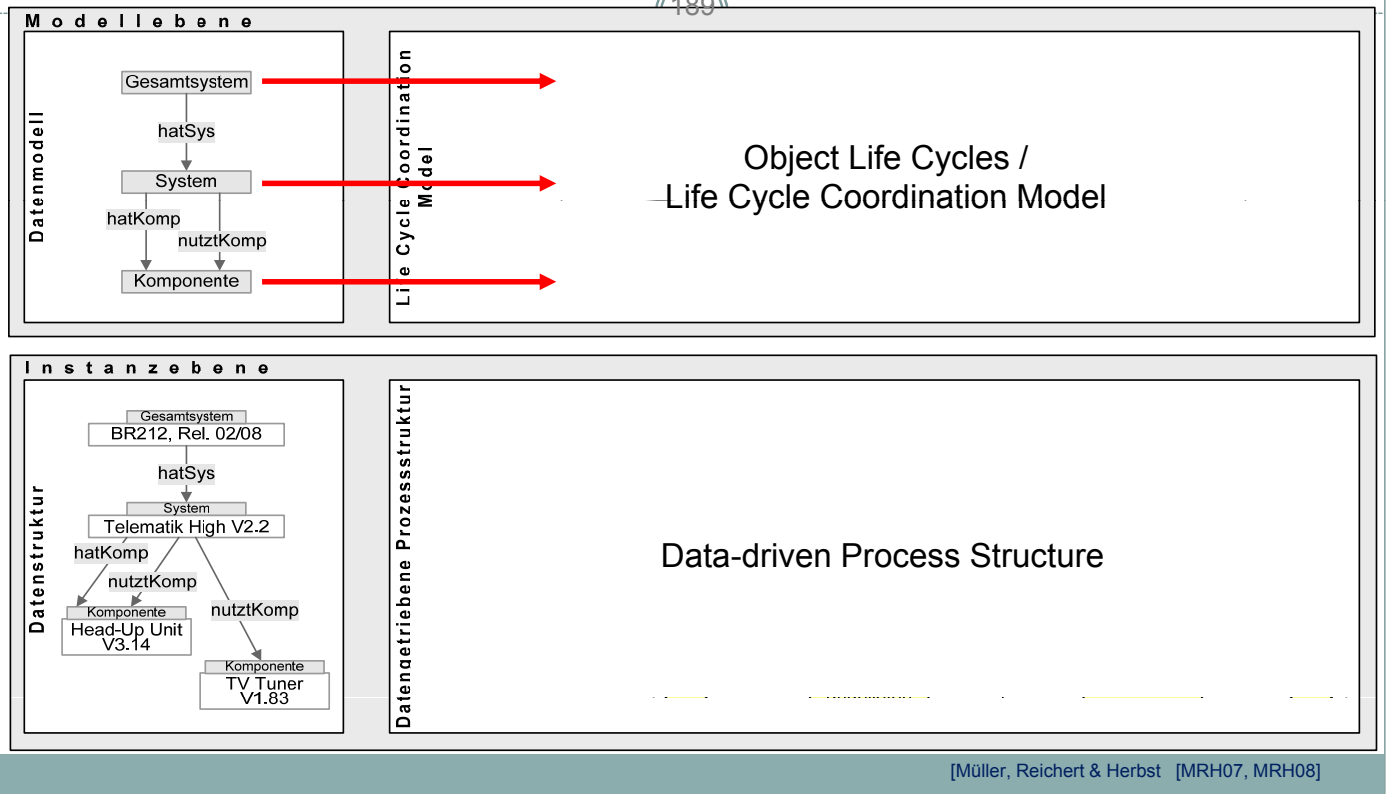 189
Modellebene
Datenmodell
Gesamtsystem
hatSys
System
hatKomp
nutztKomp
Komponente
Life Cycle Coordination
Model
Object Life Cycles /
Life Cycle Coordination Model
Instanzebene
Datenstruktur
Gesamtsystem
BR212, Rel. 02/08
hatSys
System
Telematik High V2.2
hatKomp
nutztKomp
nutztKomp
Komponente
Head-Up Unit
V3.14
Komponente
TV Tuner
V1.83
Datengetriebene Prozessstruktur
Data-driven Process Structure
[Müller, Reichert & Herbst [MRH07, MRH08]